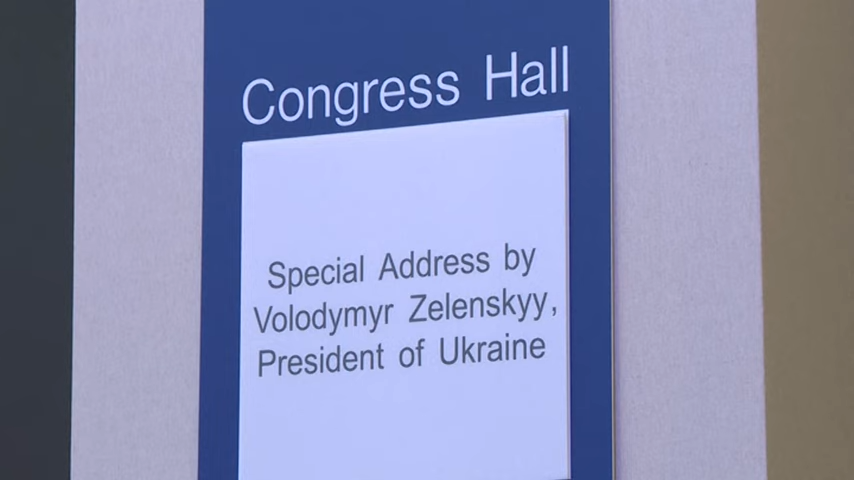 Congress Hall
Special Address by
Volodymyr Zelenskyy,
President of Ukraine